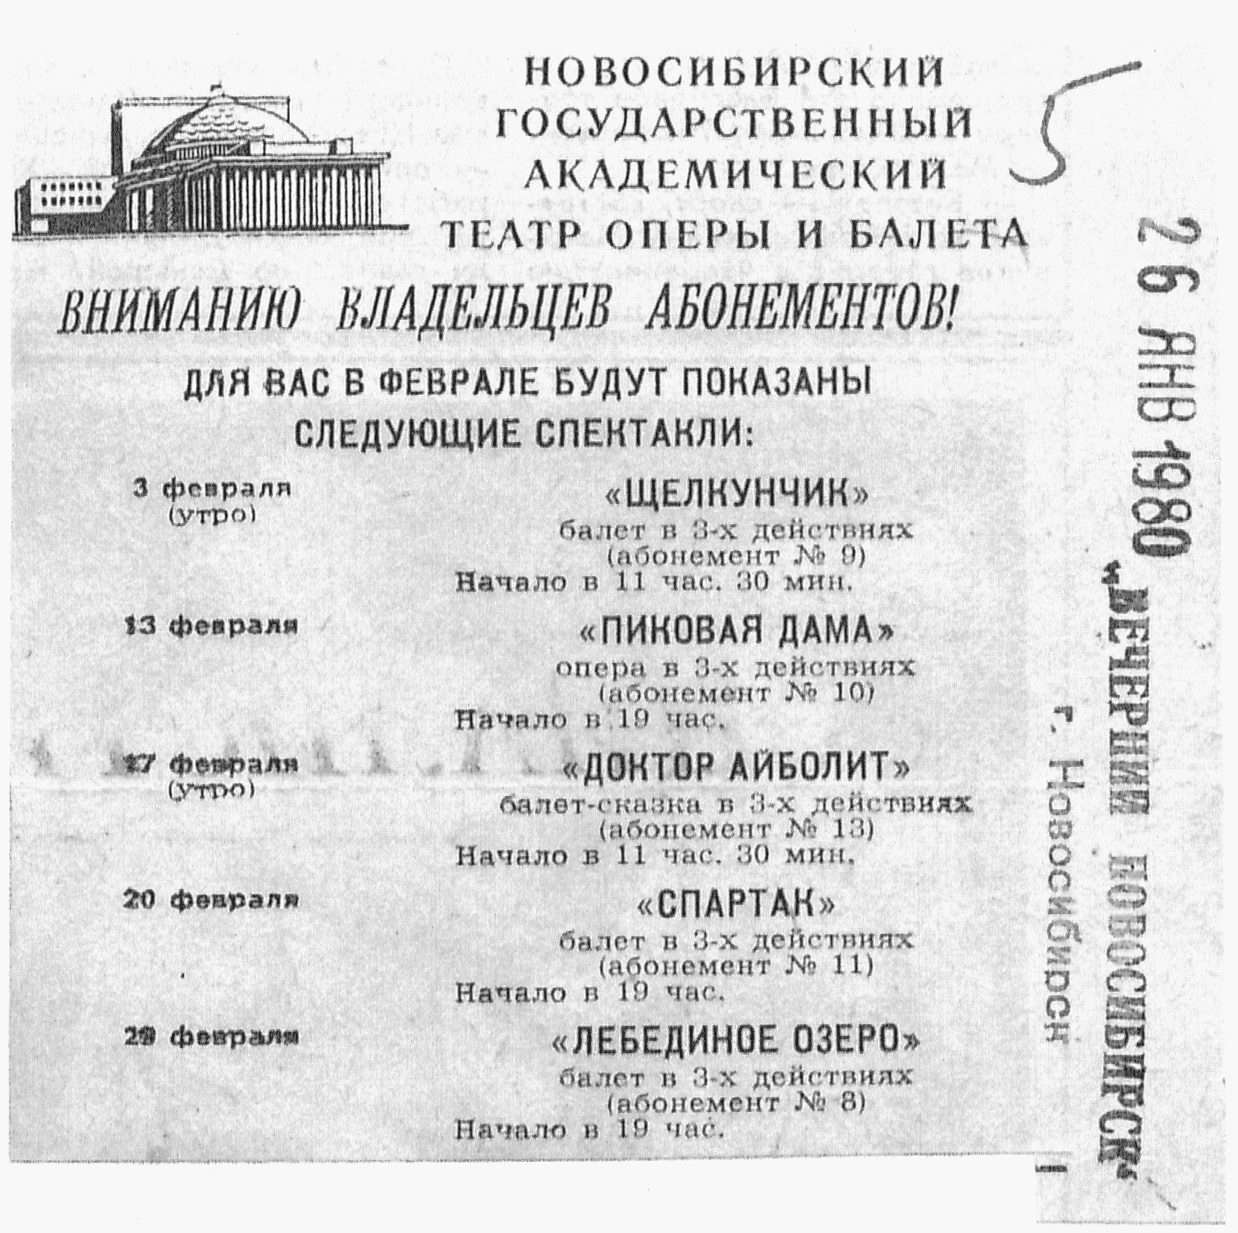 НОВОСИБИРСКИЙ
ГОСУДАРСТВЕННЫЙ
АКАДЕМИЧЕСКИЙ
ТЕАТР ОПЕРЫ И БАЛЕТА
ВНИМАНИЮ ВЛАДЕЛЬЦЕВ АБОНЕМЕНТОВ!
ДЛЯ ВАС В ФЕВРАЛЕ БУДУТ ПОКАЗАНЫ
СЛЕДУЮЩИЕ СПЕКТАКЛИ:
3 февраля
(утро)
«ЩЕЛКУНЧИК»
балет в 3-х действиях
(абонемент № 9)
Начало в 11 час. 30 мин.
13 февраля
«ПИКОВАЯ ДАМА»
опера в 3-х действиях
(абонемент № 10)
Начало в 19 час.
17 февраля
(утро)
«ДОКТОР АЙБОЛИТ»
балет-сказка в 3-х действиях
(абонемент № 13)
Начало в 11 час. 30 мин.
20 февраля
«СПАРТАК»
балет в 3-х действиях
(абонемент № 11)
Начало в 19 час.
29 февраля
«ЛЕБЕДИНОЕ ОЗЕРО»
балет в 3-х действиях
(абонемент № 8)
Начало в 19 час.
5
26 ЯНВ 1980
„ВЕЧЕРНИЙ НОВОСИБИРСК“
г. Новосибирск